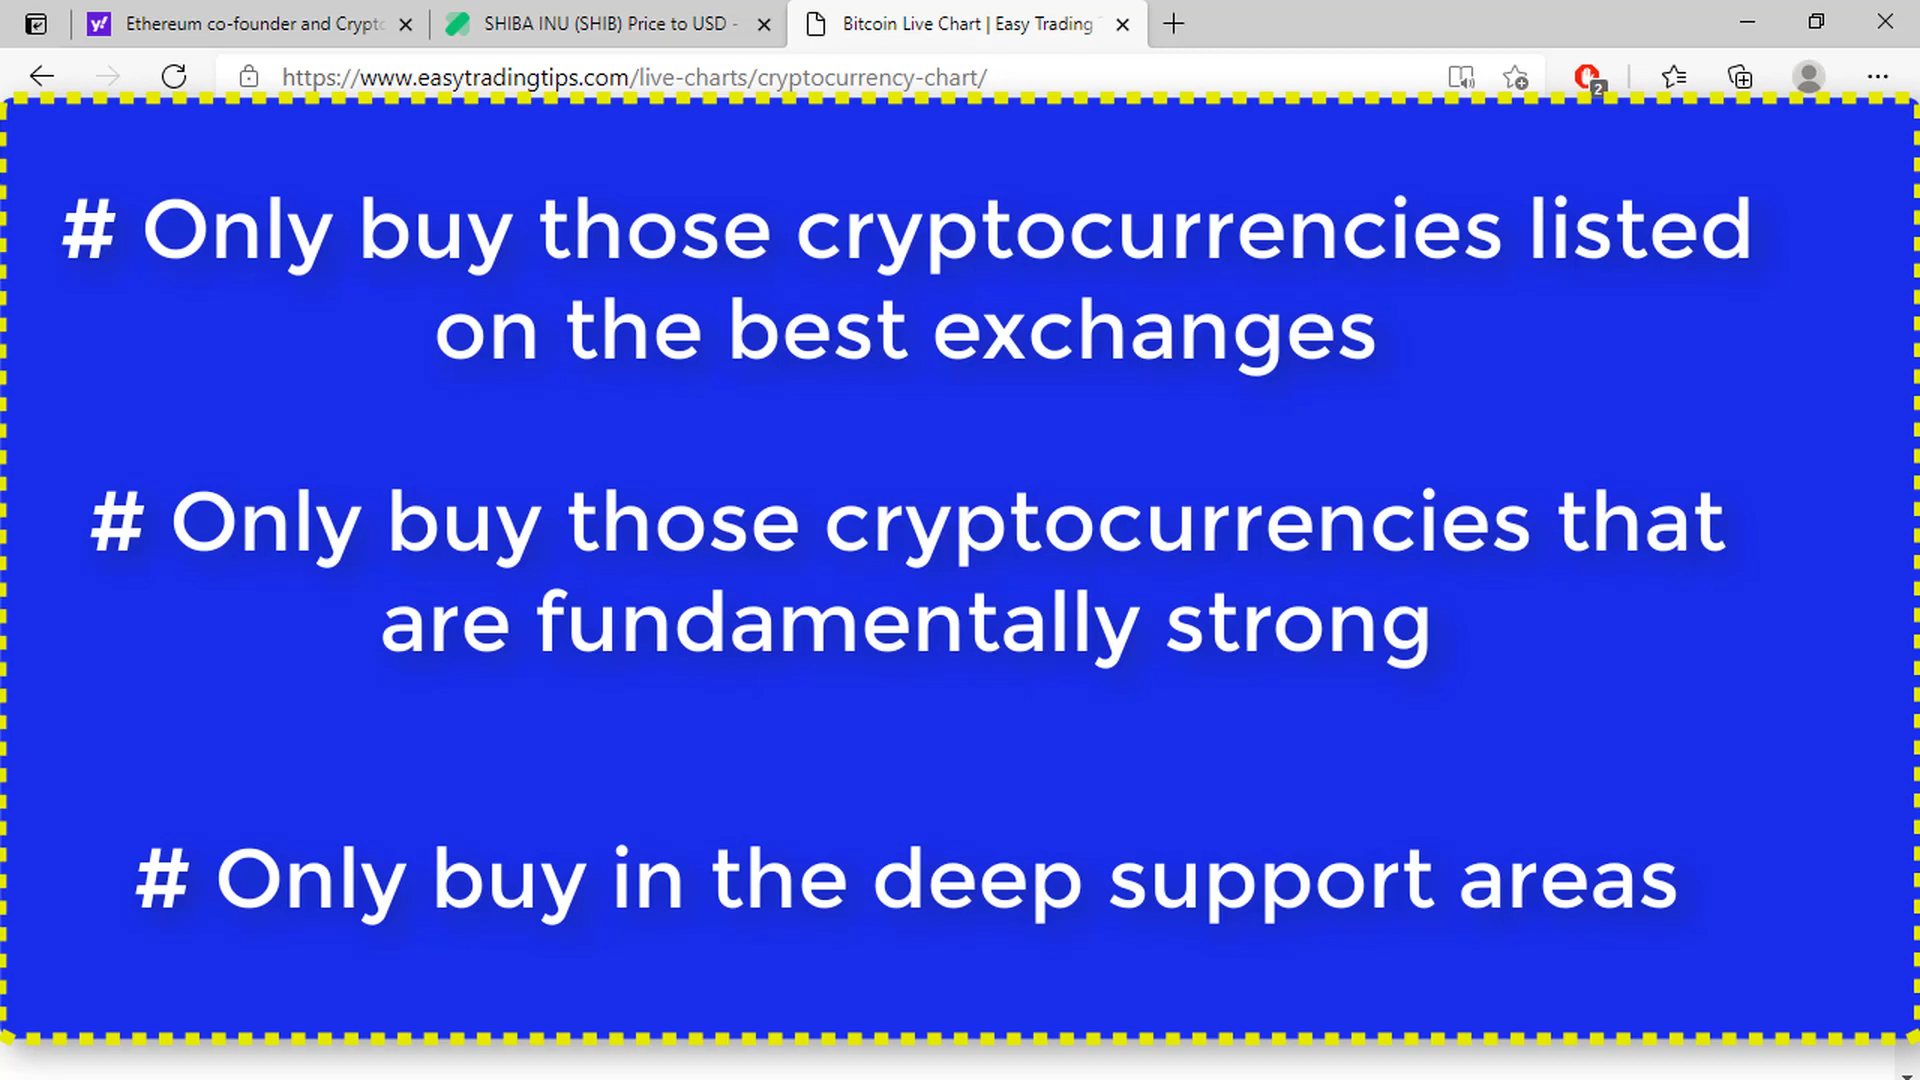 Ethereum co-founder and Crypto
SHIBA INU (SHIB) Price to USD -
Bitcoin Live Chart | Easy Trading
https://www.easytradingtips.com/live-charts/cryptocurrency-chart/
2
# Only buy those cryptocurrencies listed
on the best exchanges
# Only buy those cryptocurrencies that
are fundamentally strong
# Only buy in the deep support areas